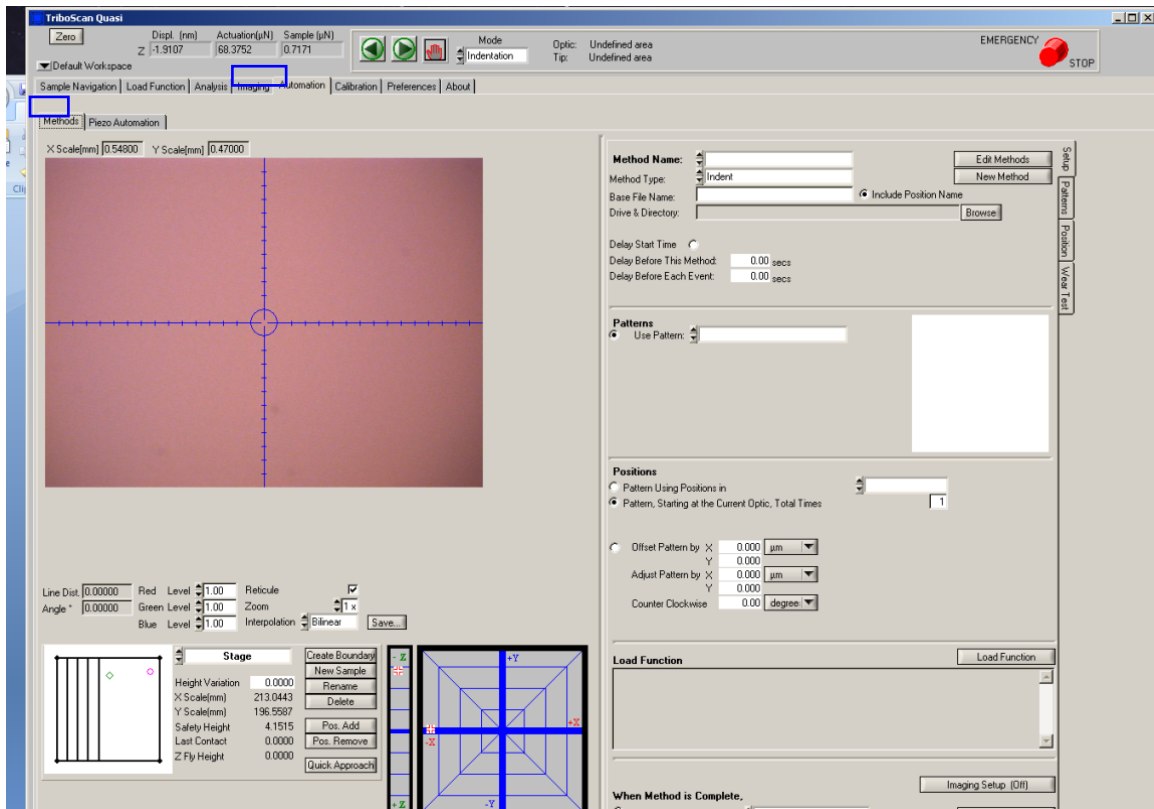 TriboScan Quasi
Zero
Displ. (nm) Actuation(µN) Sample (µN)
Z -1.9107 68.3752 0.7171
Mode
Indentation
Optic: Undefined area
Tip: Undefined area
EMERGENCY
STOP
Default Workspace
Sample Navigation Load Function Analysis Imaging Automation Calibration Preferences About
Methods Piezo Automation
X Scale[mm] 0.54800 Y Scale[mm] 0.47000
Method Name: Edit Methods
Method Type: Indent New Method
Base File Name: Include Position Name
Drive & Directory: Browse
Delay Start Time
Delay Before This Method: 0.00 secs
Delay Before Each Event: 0.00 secs
Setup
Patterns
Position
Wear Test
Patterns
Use Pattern:
Positions
Pattern Using Positions in
Pattern, Starting at the Current Optic, Total Times 1
Offset Pattern by X 0.000 µm
Y 0.000
Adjust Pattern by X 0.000 µm
Y 0.000
Counter Clockwise 0.00 degree
Line Dist. 0.00000 Red Level 1.00 Reticule
Angle ° 0.00000 Green Level 1.00 Zoom 1 x
Blue Level 1.00 Interpolation Bilinear Save...
Stage
Height Variation 0.0000
X Scale(mm) 213.0443
Y Scale(mm) 196.5587
Safety Height 4.1515
Last Contact 0.0000
Z Fly Height 0.0000
Create Boundary
New Sample
Rename
Delete
Pos. Add
Pos. Remove
Quick Approach
- Z
+ Z
+Y
+X
-X
-Y
Load Function Load Function
Imaging Setup (Off)
When Method is Complete,